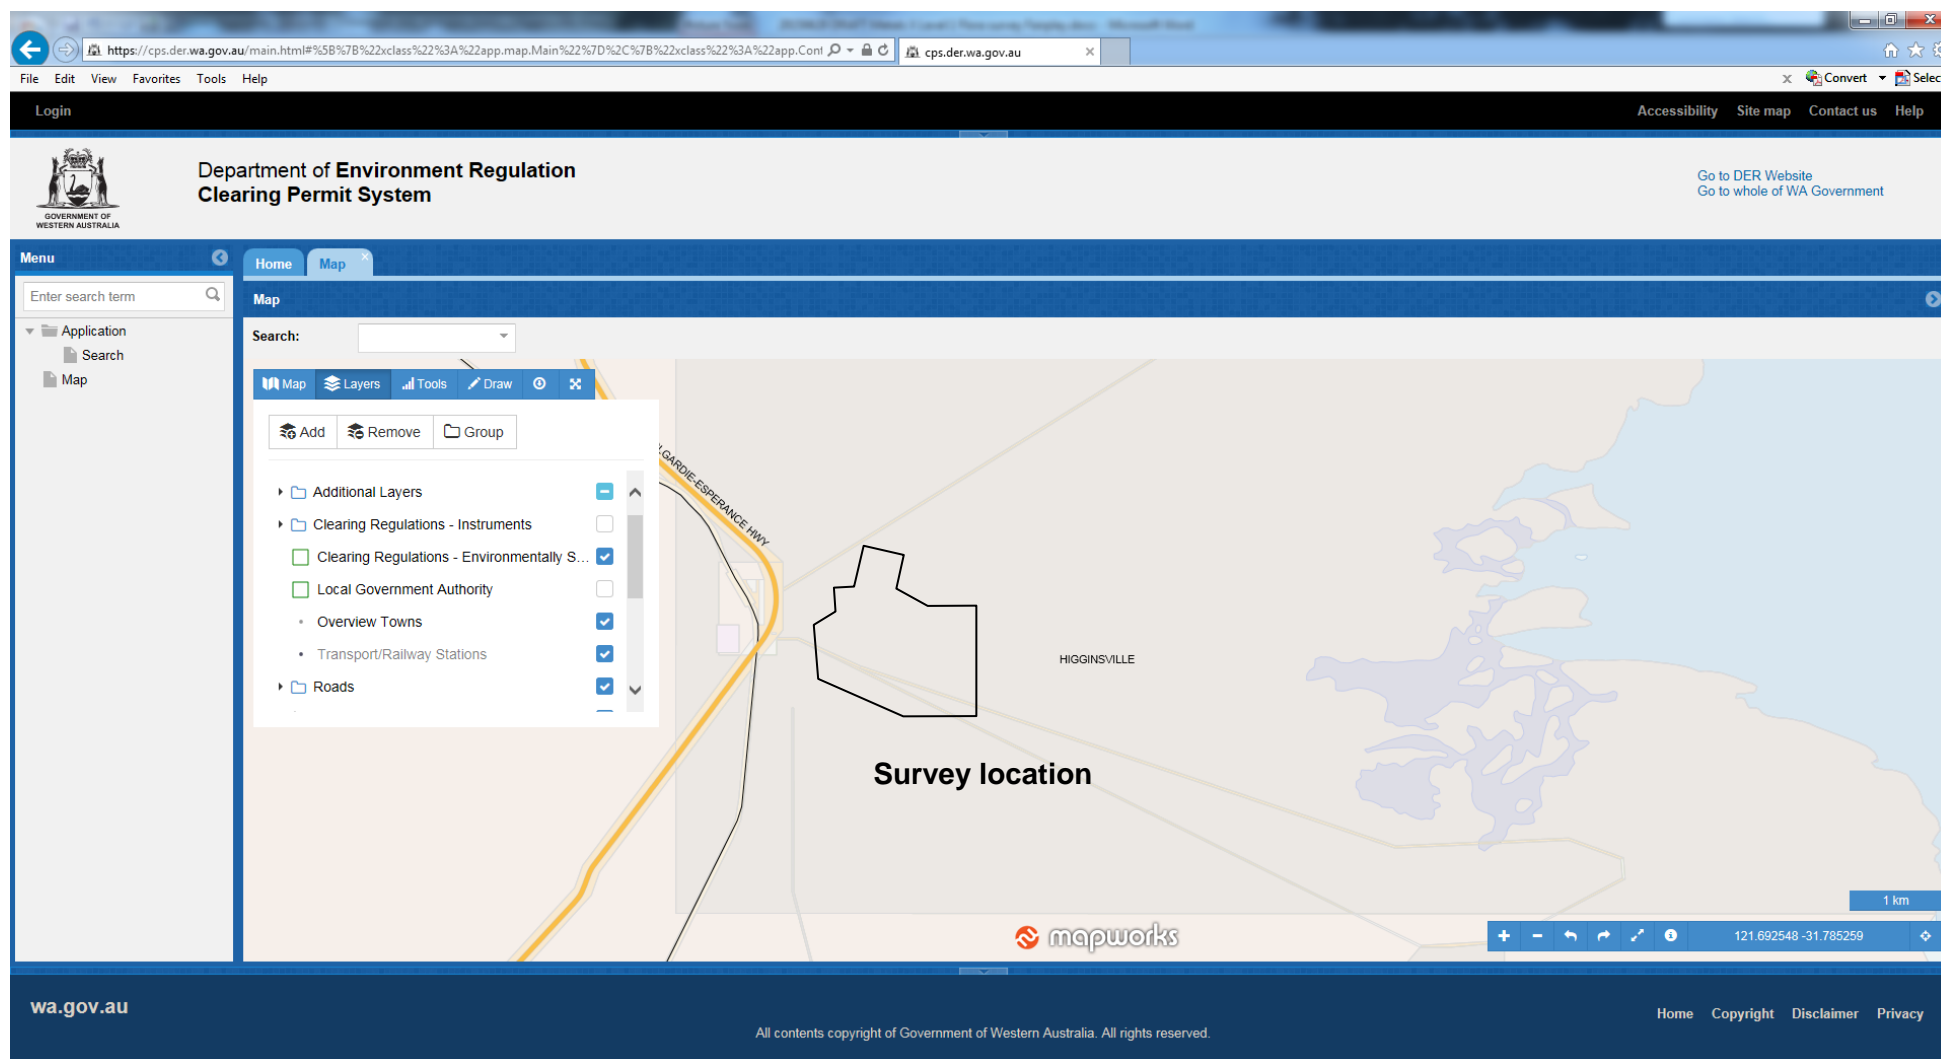 https://cps.der.wa.gov.au/main.html#%5B%7B%22xclass%22%3A%22app.map.Main%22%7D%2C%7B%22xclass%22%3A%22app.Cont
cps.der.wa.gov.au
File Edit View Favorites Tools Help
x Convert Selec
Login
Accessibility Site map Contact us Help
GOVERNMENT OF
WESTERN AUSTRALIA
Department of Environment Regulation
Clearing Permit System
Go to DER Website
Go to whole of WA Government
Menu
Home Map
Enter search term
Map
Application
Search
Map
Search:
Map Layers Tools Draw
Add Remove Group
Additional Layers
Clearing Regulations - Instruments
Clearing Regulations - Environmentally S...
Local Government Authority
Overview Towns
Transport/Railway Stations
Roads
LGARDIE-ESPERANCE HWY
HIGGINSVILLE
Survey location
1 km
mapworks
121.692548 -31.785259
wa.gov.au
Home Copyright Disclaimer Privacy
All contents copyright of Government of Western Australia. All rights reserved.